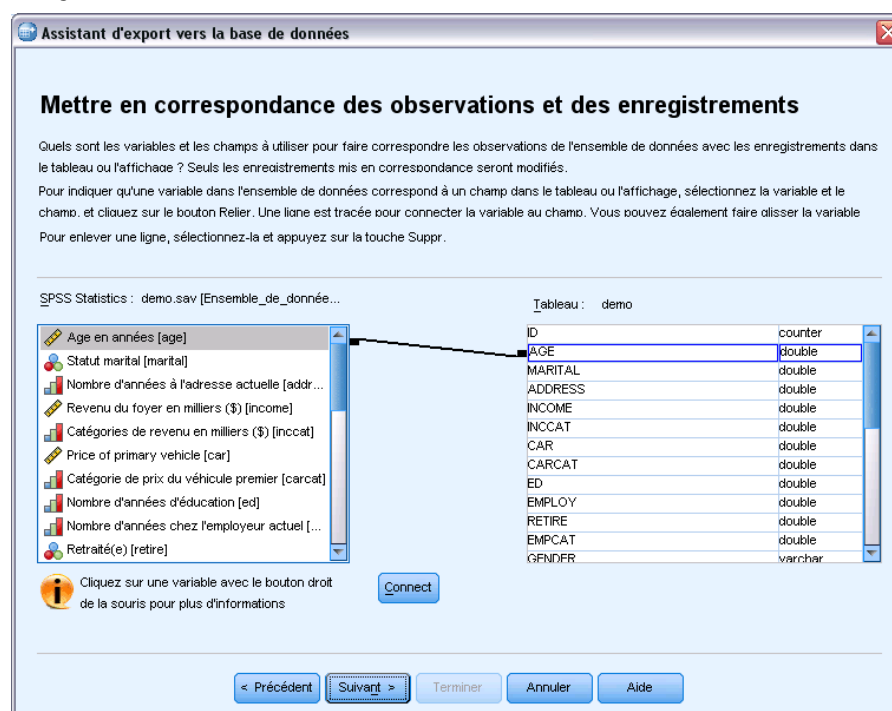 Assistant d'export vers la base de données
Mettre en correspondance des observations et des enregistrements
Quels sont les variables et les champs à utiliser pour faire correspondre les observations de l'ensemble de données avec les enregistrements dans
le tableau ou l'affichage ? Seuls les enregistrements mis en correspondance seront modifiés.
Pour indiquer qu'une variable dans l'ensemble de données correspond à un champ dans le tableau ou l'affichage, sélectionnez la variable et le
champ, et cliquez sur le bouton Relier. Une ligne est tracée pour connecter la variable au champ. Vous pouvez également faire glisser la variable
Pour enlever une ligne, sélectionnez-la et appuyez sur la touche Suppr.
SPSS Statistics : demo.sav [Ensemble_de_donnée...
Age en années [age]
Statut marital [marital]
Nombre d'années à l'adresse actuelle [addr...
Revenu du foyer en milliers ($) [income]
Catégories de revenu en milliers ($) [inccat]
Price of primary vehicle [car]
Catégorie de prix du véhicule premier [carcat]
Nombre d'années d'éducation [ed]
Nombre d'années chez l'employeur actuel [...
Retraité(e) [retire]
Tableau : demo
ID counter
AGE double
MARITAL double
ADDRESS double
INCOME double
INCCAT double
CAR double
CARCAT double
ED double
EMPLOY double
RETIRE double
EMPCAT double
GENDER varchar
Cliquez sur une variable avec le bouton droit
de la souris pour plus d'informations
Connect
< Précédent
Suivant >
Terminer
Annuler
Aide